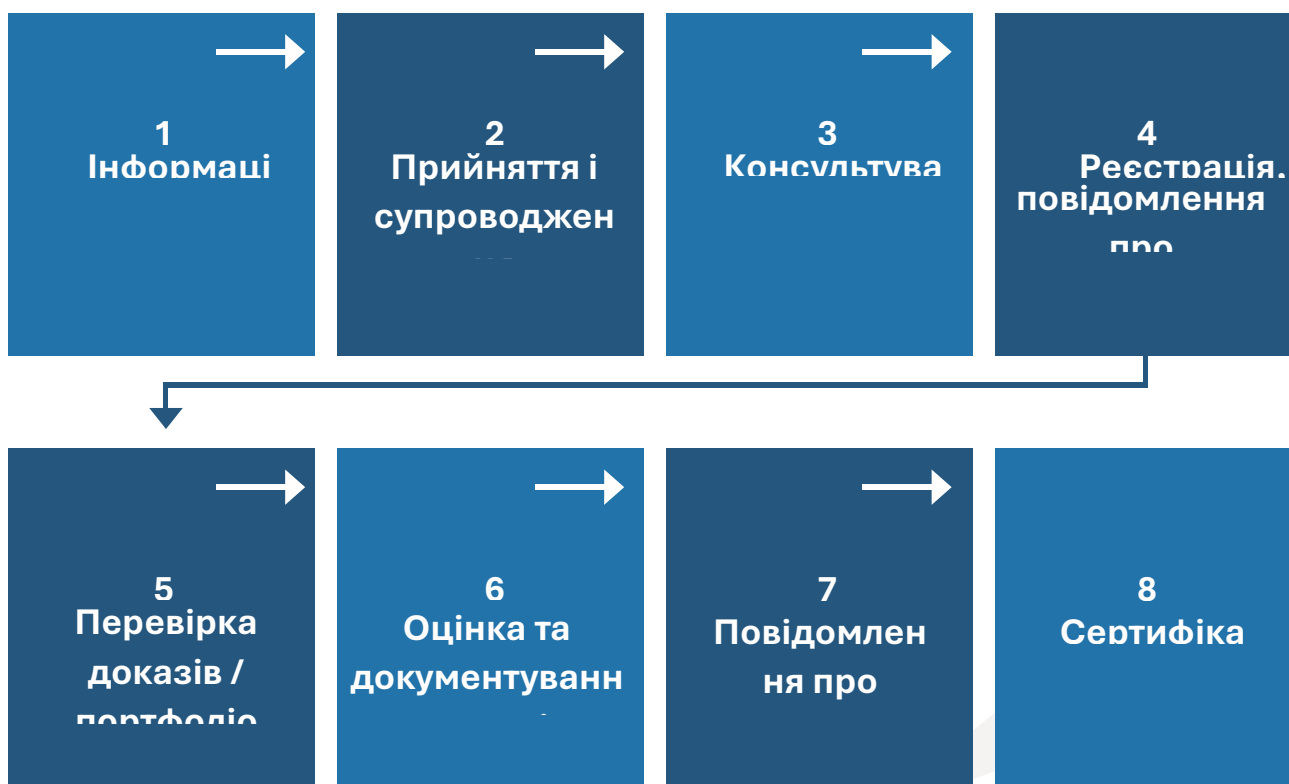 1
Інформаці
2
Прийняття і
супроводжен
3
Консультува
4
Реєстрація,
повідомлення
про
5
Перевірка
доказів /
портфоліо
6
Оцінка та
документуванн
7
Повідомлен
ня про
8
Сертифіка